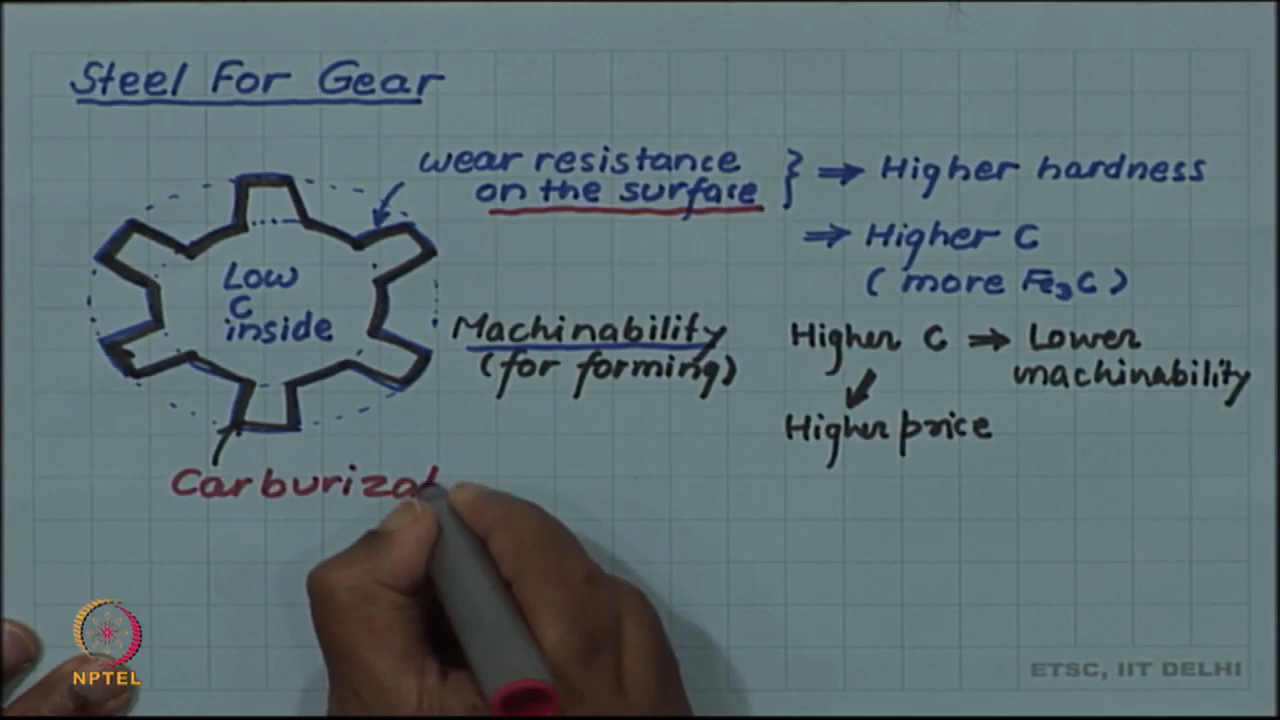 Steel For Gear
wear resistance
on the surface } ⇒ Higher hardness
⇒ Higher C
(more Fe₃C)
Low
C
inside
Machinability
(for forming)
Higher C ⇒ Lower
machinability
Higher price
Carburizat
NPTEL
ETSC, IIT DELHI